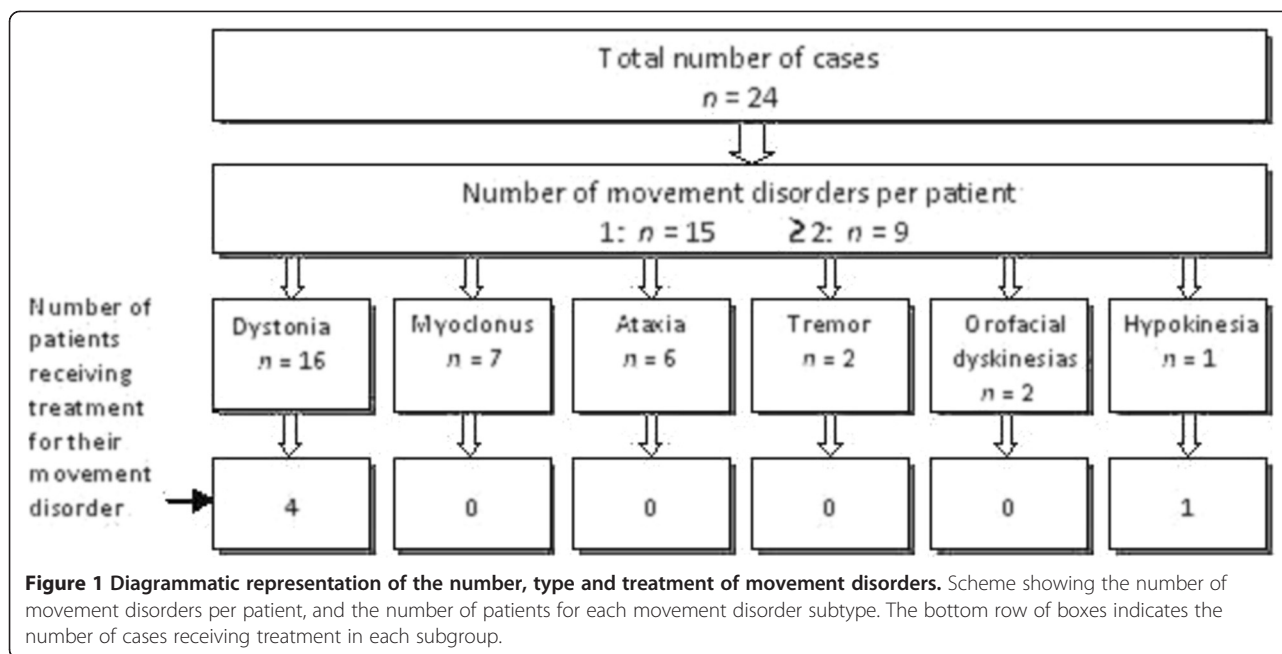 Total number of cases
n = 24
Number of movement disorders per patient
1: n = 15 ≥2: n = 9
Number of
patients
receiving
treatment
for their
movement
disorder
Dystonia
n = 16
Myoclonus
n = 7
Ataxia
n = 6
Tremor
n = 2
Orofacial
dyskinesias
n = 2
Hypokinesia
n = 1
4
0
0
0
0
1
Figure 1 Diagrammatic representation of the number, type and treatment of movement disorders. Scheme showing the number of
movement disorders per patient, and the number of patients for each movement disorder subtype. The bottom row of boxes indicates the
number of cases receiving treatment in each subgroup.